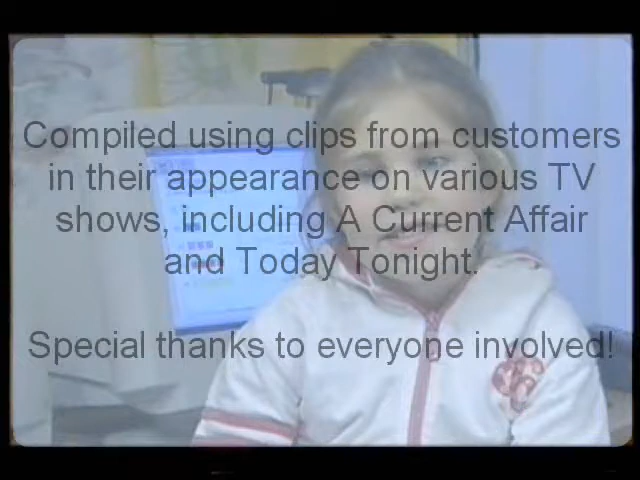 Compiled using clips from customers
in their appearance on various TV
shows, including A Current Affair
and Today Tonight.
Special thanks to everyone involved!